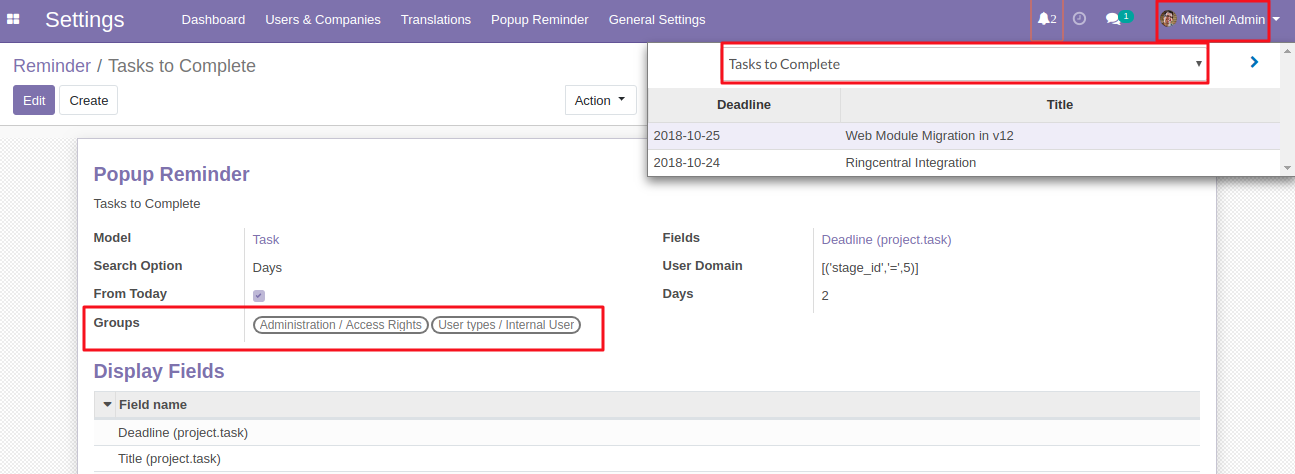 Settings Dashboard Users & Companies Translations Popup Reminder General Settings 2 1 Mitchell Admin
Reminder / Tasks to Complete
Edit Create Action
Tasks to Complete
Deadline Title
2018-10-25 Web Module Migration in v12
2018-10-24 Ringcentral Integration
Popup Reminder
Tasks to Complete
Model Task Fields Deadline (project.task)
Search Option Days User Domain [('stage_id','=',5)]
From Today Days 2
Groups Administration / Access Rights User types / Internal User
Display Fields
Field name
Deadline (project.task)
Title (project.task)